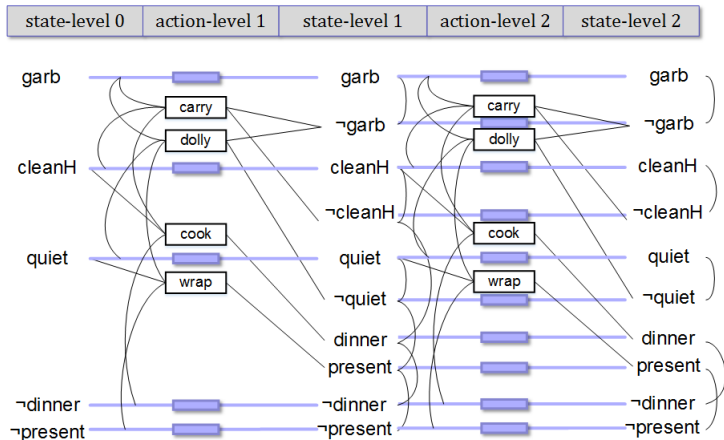 state-level 0 action-level 1 state-level 1 action-level 2 state-level 2
garb garb garb
carry carry
¬garb ¬garb
dolly dolly
cleanH cleanH cleanH
¬cleanH ¬cleanH
cook cook
quiet quiet quiet
wrap wrap
¬quiet ¬quiet
dinner dinner
present present
¬dinner ¬dinner ¬dinner
¬present ¬present ¬present